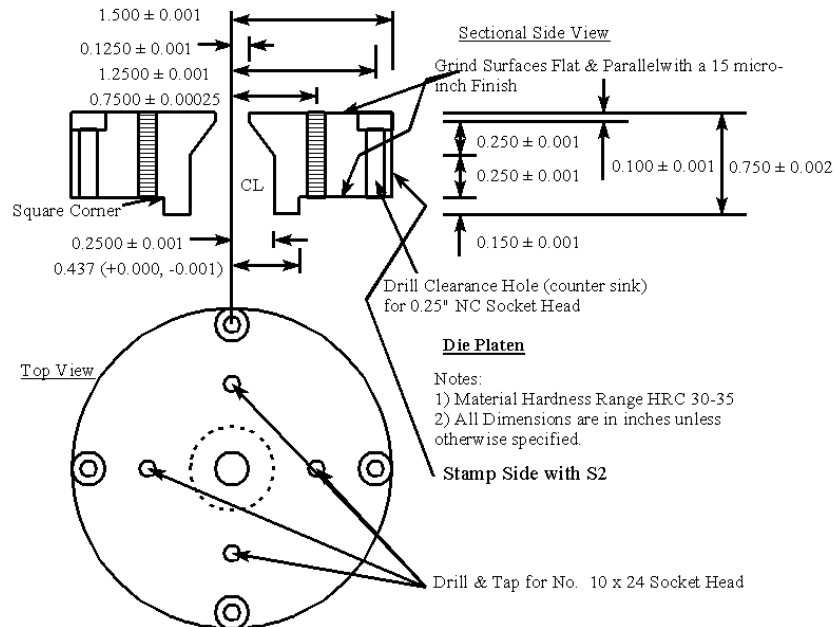 1.500 ± 0.001
0.1250 ± 0.001
1.2500 ± 0.001
0.7500 ± 0.00025
Sectional Side View
Grind Surfaces Flat & Parallelwith a 15 micro-
inch Finish
0.250 ± 0.001
0.100 ± 0.001
0.750 ± 0.002
0.250 ± 0.001
CL
Square Corner
0.2500 ± 0.001
0.150 ± 0.001
0.437 (+0.000, -0.001)
Drill Clearance Hole (counter sink)
for 0.25" NC Socket Head
Die Platen
Top View
Notes:
1) Material Hardness Range HRC 30-35
2) All Dimensions are in inches unless
otherwise specified.
Stamp Side with S2
Drill & Tap for No. 10 x 24 Socket Head